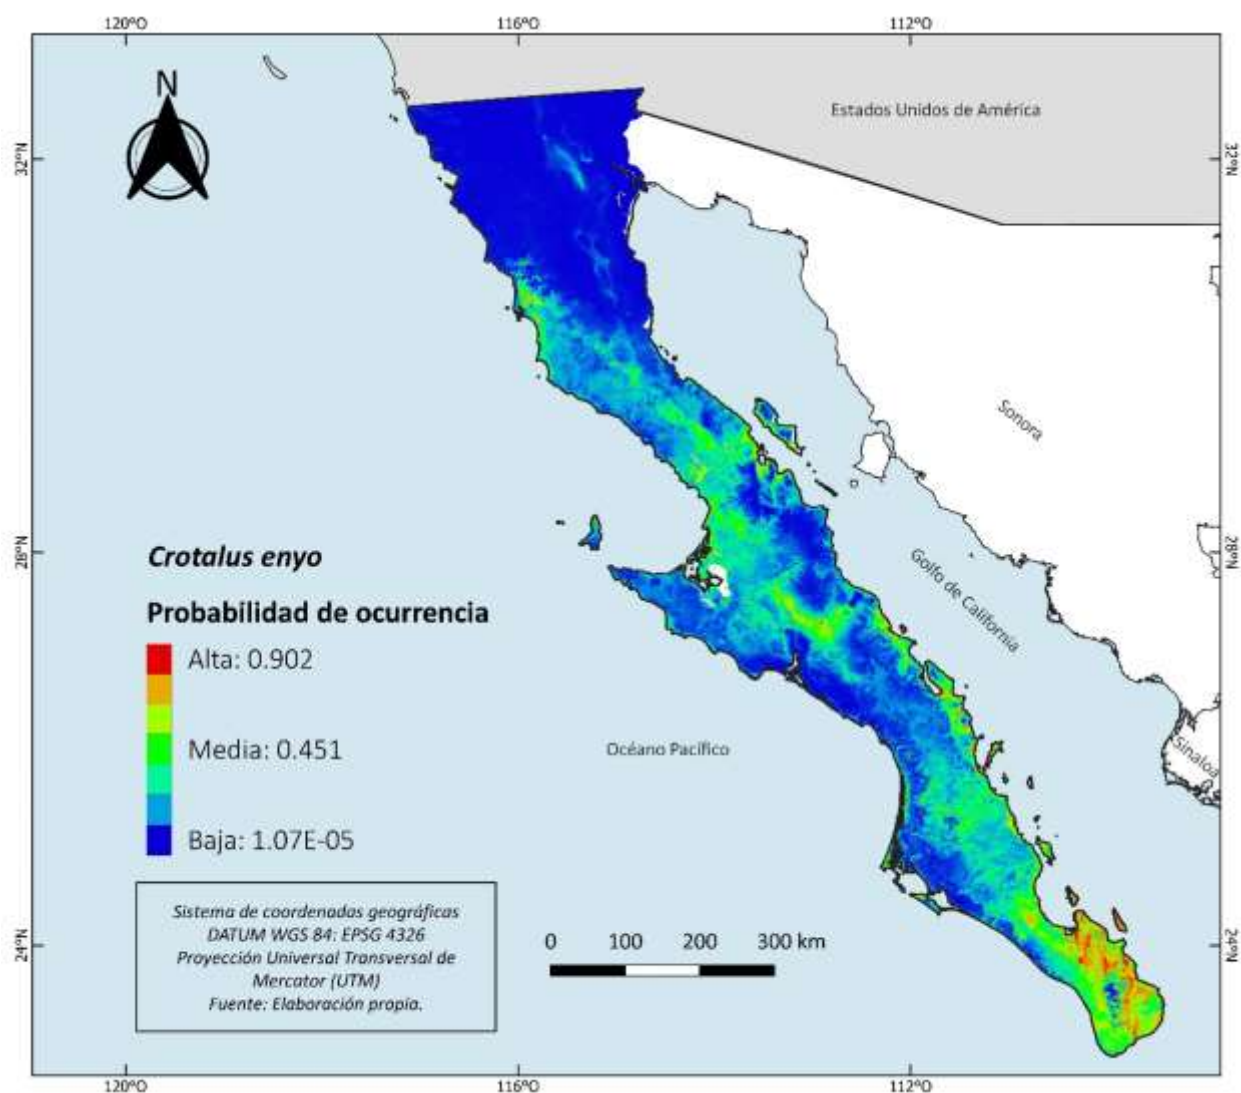 120°O
116°O
112°O
N
Estados Unidos de América
32°N
32°N
Sonora
28°N
28°N
Golfo de California
Crotalus enyo
Probabilidad de ocurrencia
Alta: 0.902
Media: 0.451
Baja: 1.07E-05
Océano Pacífico
Sinaloa
Sistema de coordenadas geográficas
DATUM WGS 84: EPSG 4326
Proyección Universal Transversal de
Mercator (UTM)
Fuente: Elaboración propia.
0 100 200 300 km
24°N
24°N
120°O
116°O
112°O